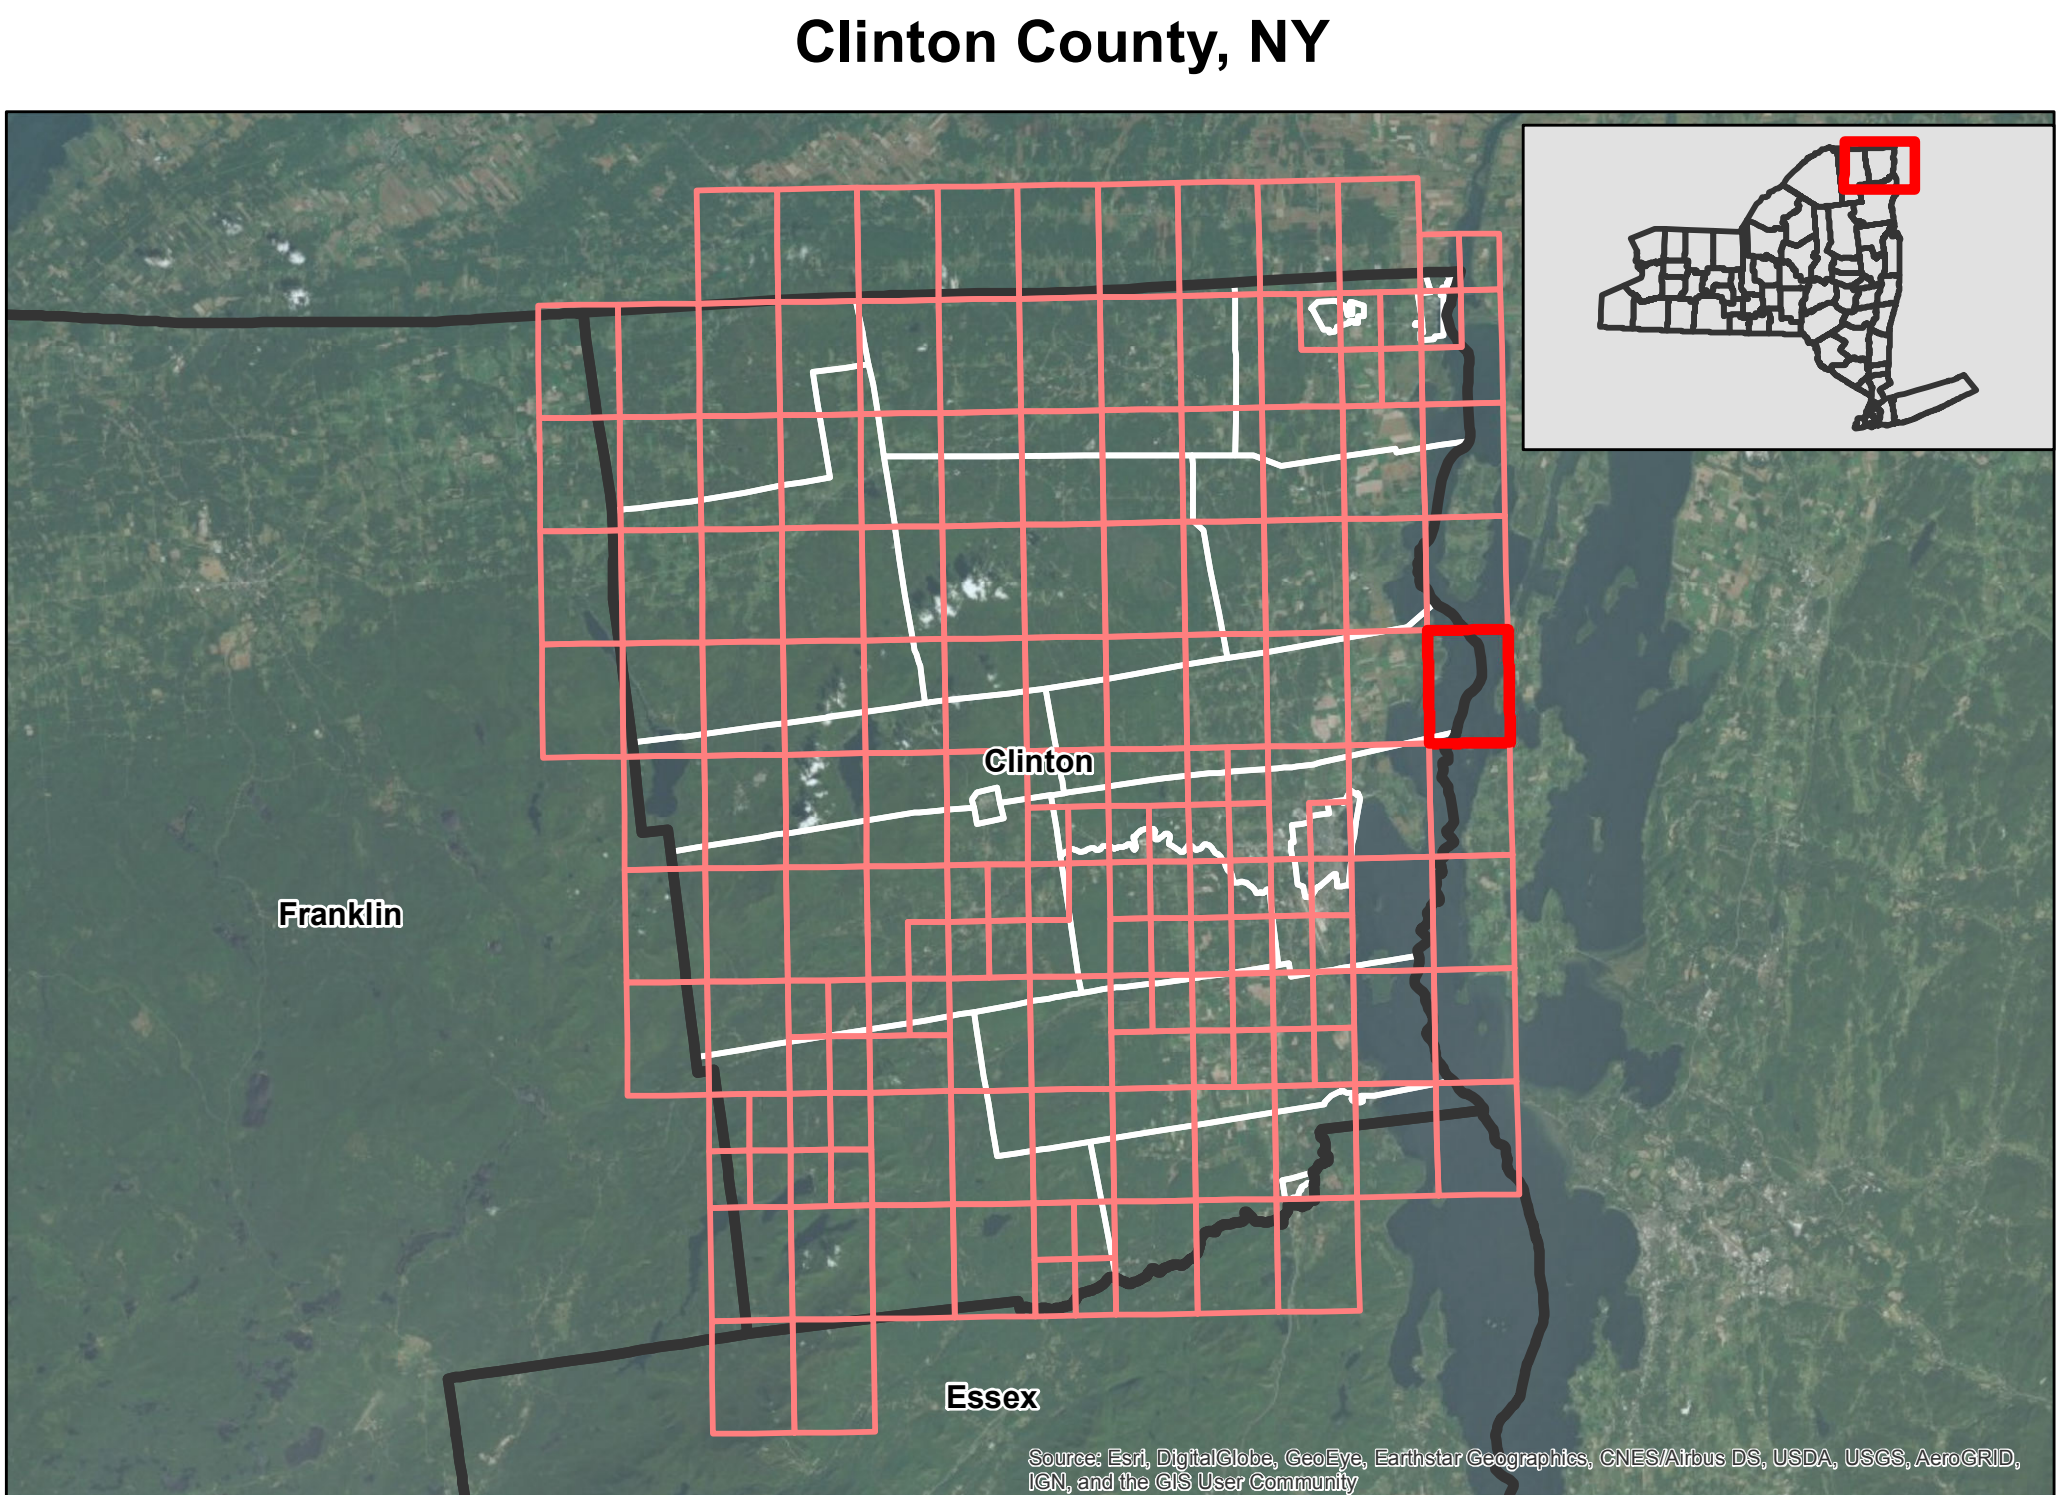 Clinton County, NY
Clinton
Franklin
Essex
Source: Esri, DigitalGlobe, GeoEye, Earthstar Geographics, CNES/Airbus DS, USDA, USGS, AeroGRID,
IGN, and the GIS User Community